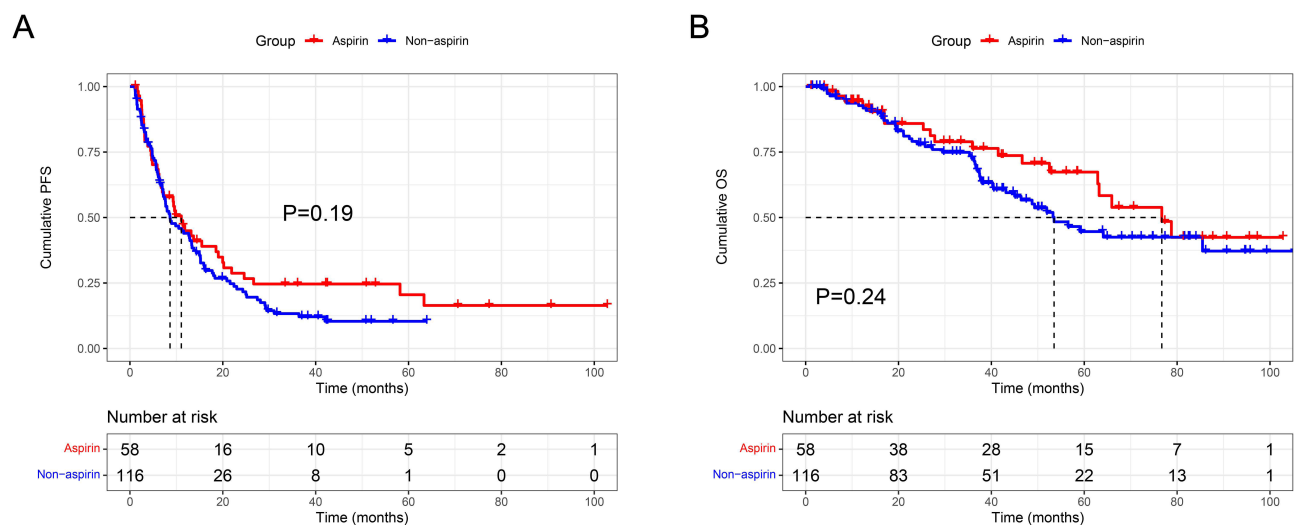 A
Group Aspirin Non-aspirin
Cumulative PFS
1.00
0.75
0.50
0.25
0.00
P=0.19
0 20 40 60 80 100
Time (months)
Number at risk
Aspirin 58 16 10 5 2 1
Non-aspirin 116 26 8 1 0 0
0 20 40 60 80 100
Time (months)
B
Group Aspirin Non-aspirin
Cumulative OS
1.00
0.75
0.50
0.25
0.00
P=0.24
0 20 40 60 80 100
Time (months)
Number at risk
Aspirin 58 38 28 15 7 1
Non-aspirin 116 83 51 22 13 1
0 20 40 60 80 100
Time (months)